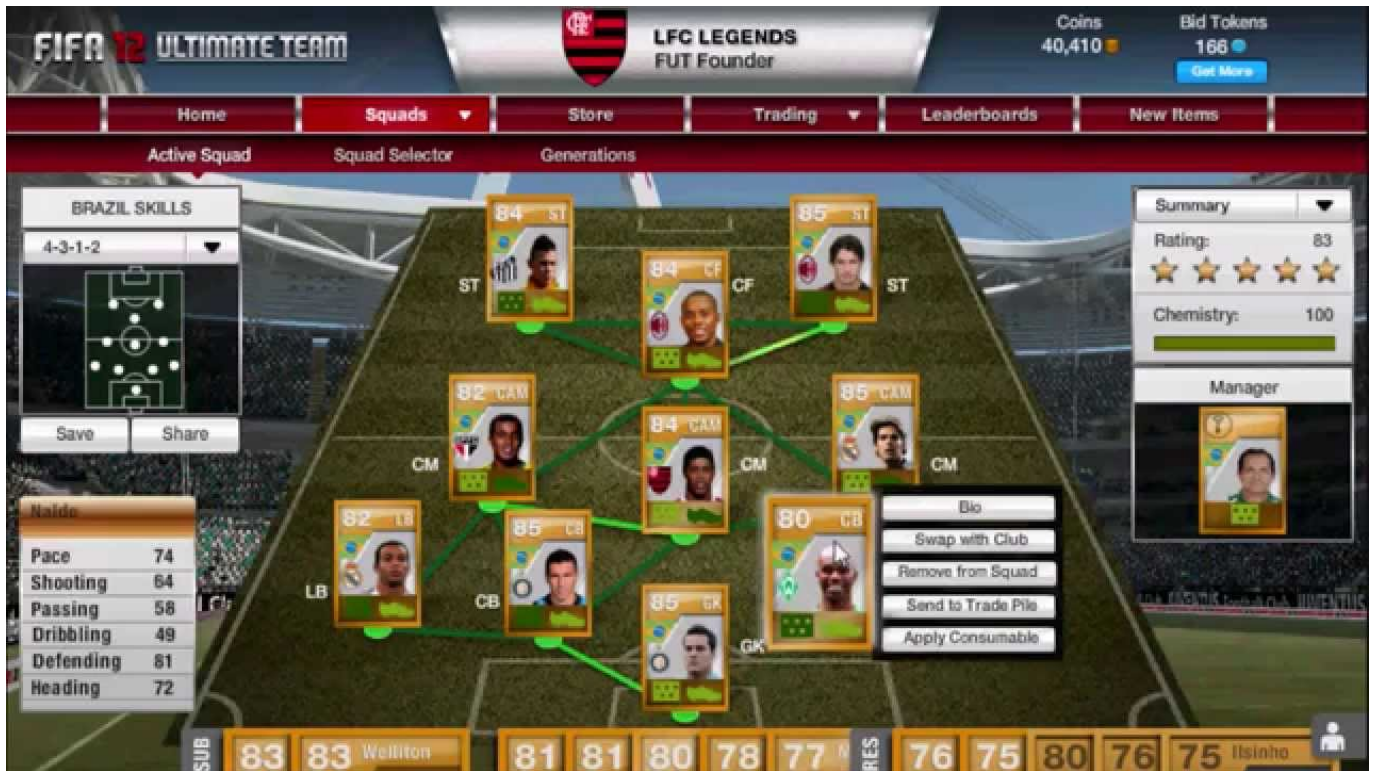 FIFA 12 ULTIMATE TEAM
LFC LEGENDS
FUT Founder
Coins
40,410
Bid Tokens
166
Get More
Home
Squads
Store
Trading
Leaderboards
New Items
Active Squad
Squad Selector
Generations
BRAZIL SKILLS
4-3-1-2
Save
Share
Naldo
Pace 74
Shooting 64
Passing 58
Dribbling 49
Defending 81
Heading 72
84 ST
ST
84 CF
CF
85 ST
ST
82 CAM
CM
84 CAM
CM
85 CAM
CM
82 LB
LB
85 CB
CB
80 CB
85 GK
GK
Bio
Swap with Club
Remove from Squad
Send to Trade Pile
Apply Consumable
Summary
Rating: 83
Chemistry: 100
Manager
SUB
83
83 Welliton
81
81
80
78
77
RES
76
75
80
76
75 Ilsinho